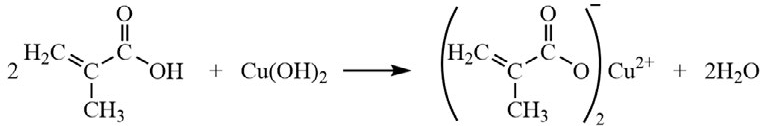 2 H₂C C O OH CH₃ + Cu(OH)₂ ⟶ ( H₂C C O O CH₃ )₂⁻ Cu²⁺ + 2H₂O